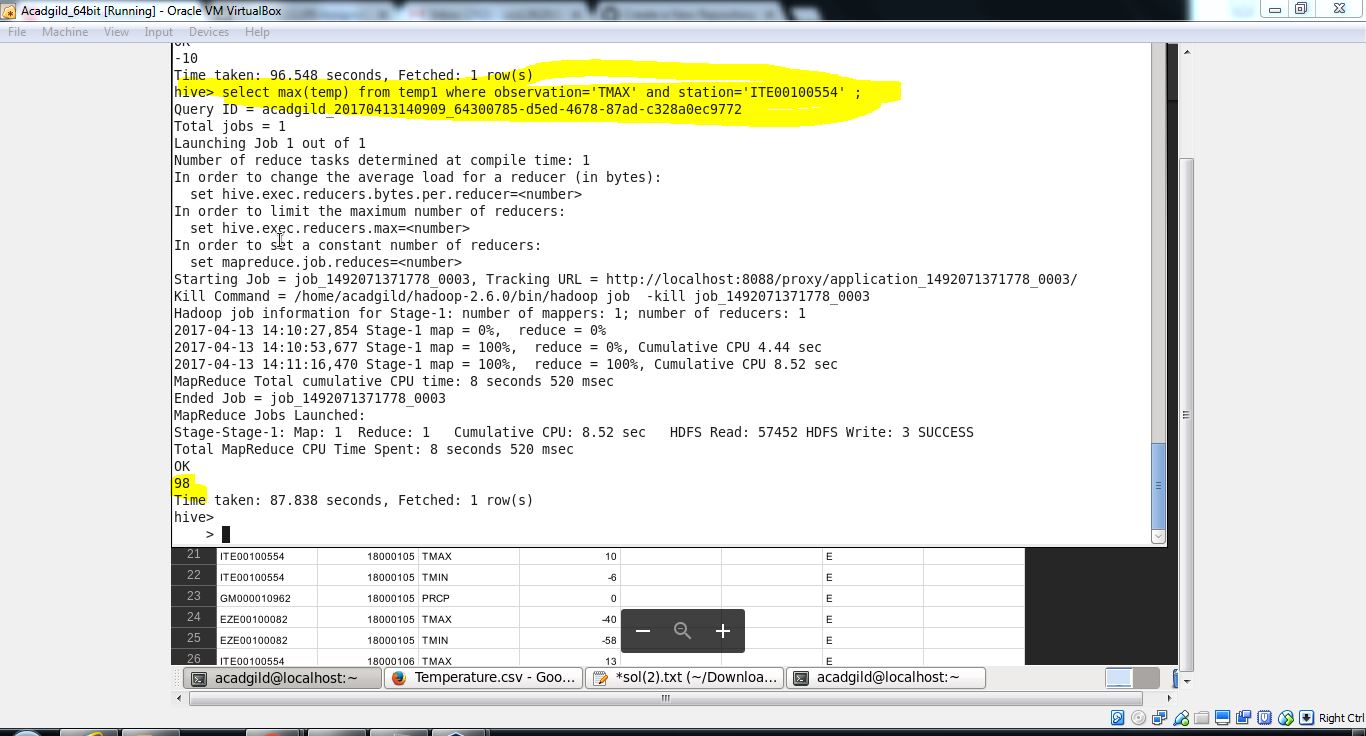 Acadgild_64bit [Running] - Oracle VM VirtualBox
File Machine View Input Devices Help
OK
-10
Time taken: 96.548 seconds, Fetched: 1 row(s)
hive> select max(temp) from temp1 where observation='TMAX' and station='ITE00100554' ;
Query ID = acadgild_20170413140909_64300785-d5ed-4678-87ad-c328a0ec9772
Total jobs = 1
Launching Job 1 out of 1
Number of reduce tasks determined at compile time: 1
In order to change the average load for a reducer (in bytes):
  set hive.exec.reducers.bytes.per.reducer=<number>
In order to limit the maximum number of reducers:
  set hive.exec.reducers.max=<number>
In order to set a constant number of reducers:
  set mapreduce.job.reduces=<number>
Starting Job = job_1492071371778_0003, Tracking URL = http://localhost:8088/proxy/application_1492071371778_0003/
Kill Command = /home/acadgild/hadoop-2.6.0/bin/hadoop job  -kill job_1492071371778_0003
Hadoop job information for Stage-1: number of mappers: 1; number of reducers: 1
2017-04-13 14:10:27,854 Stage-1 map = 0%,  reduce = 0%
2017-04-13 14:10:53,677 Stage-1 map = 100%,  reduce = 0%, Cumulative CPU 4.44 sec
2017-04-13 14:11:16,470 Stage-1 map = 100%,  reduce = 100%, Cumulative CPU 8.52 sec
MapReduce Total cumulative CPU time: 8 seconds 520 msec
Ended Job = job_1492071371778_0003
MapReduce Jobs Launched:
Stage-Stage-1: Map: 1  Reduce: 1   Cumulative CPU: 8.52 sec   HDFS Read: 57452 HDFS Write: 3 SUCCESS
Total MapReduce CPU Time Spent: 8 seconds 520 msec
OK
98
Time taken: 87.838 seconds, Fetched: 1 row(s)
hive>
    >
21 ITE00100554 18000105 TMAX 10 E
22 ITE00100554 18000105 TMIN -6 E
23 GM000010962 18000105 PRCP 0 E
24 EZE00100082 18000105 TMAX -40 E
25 EZE00100082 18000105 TMIN -58 E
26 ITE00100554 18000106 TMAX 13 E
acadgild@localhost:~ Temperature.csv - Goo... *sol(2).txt (~/Downloa... acadgild@localhost:~
Right Ctrl